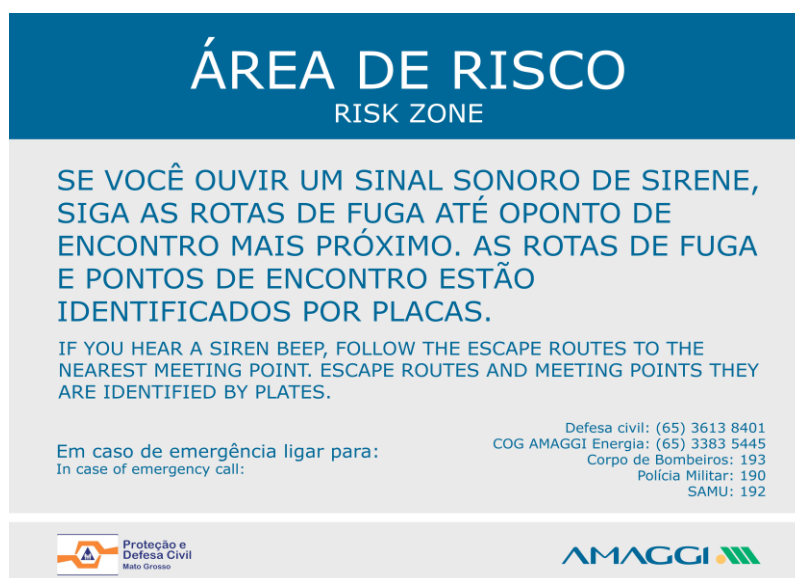 ÁREA DE RISCO
RISK ZONE
SE VOCÊ OUVIR UM SINAL SONORO DE SIRENE,
SIGA AS ROTAS DE FUGA ATÉ OPONTO DE
ENCONTRO MAIS PRÓXIMO. AS ROTAS DE FUGA
E PONTOS DE ENCONTRO ESTÃO
IDENTIFICADOS POR PLACAS.
IF YOU HEAR A SIREN BEEP, FOLLOW THE ESCAPE ROUTES TO THE
NEAREST MEETING POINT. ESCAPE ROUTES AND MEETING POINTS THEY
ARE IDENTIFIED BY PLATES.
Em caso de emergência ligar para:
In case of emergency call:
Defesa civil: (65) 3613 8401
COG AMAGGI Energia: (65) 3383 5445
Corpo de Bombeiros: 193
Polícia Militar: 190
SAMU: 192
Proteção e
Defesa Civil
Mato Grosso
AMAGGI